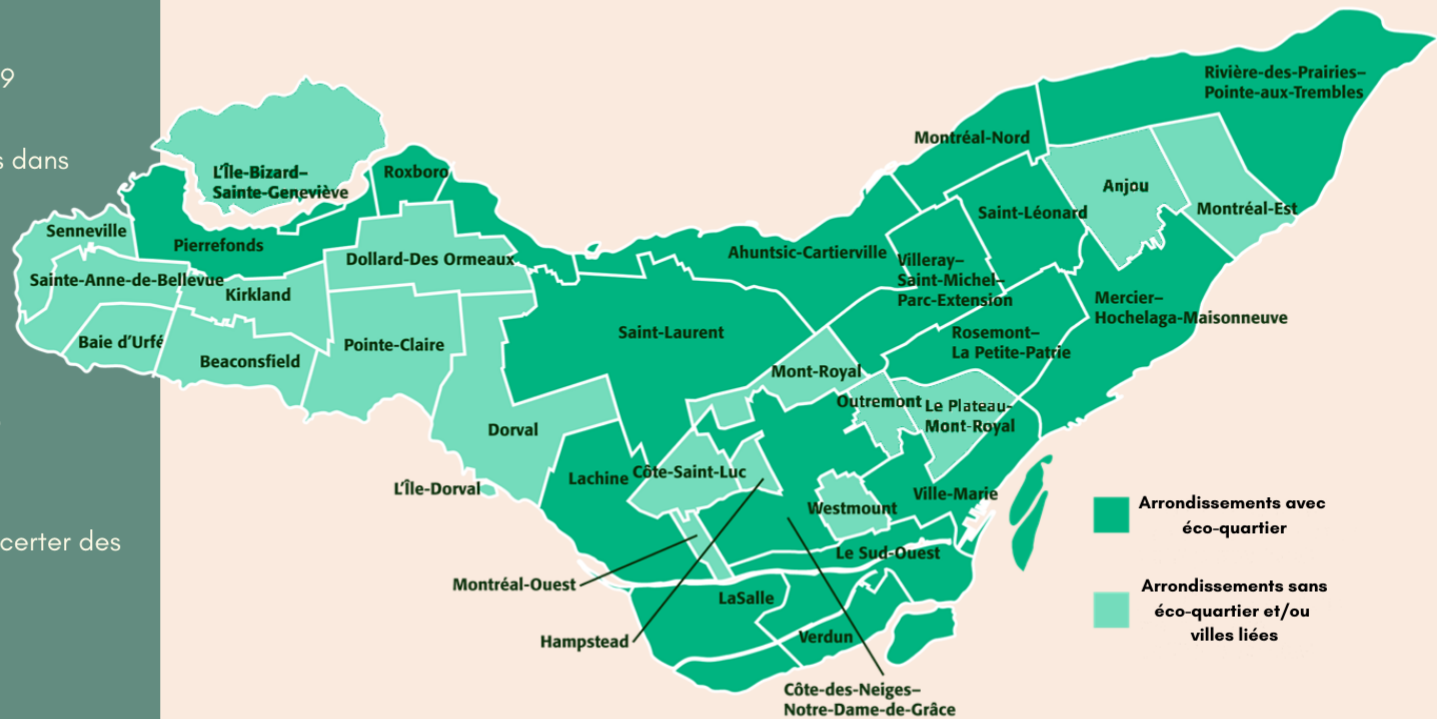 9
s dans
certer des
L'Île-Bizard–
Sainte-Geneviève
Roxboro
Senneville
Pierrefonds
Dollard-Des Ormeaux
Sainte-Anne-de-Bellevue
Kirkland
Baie d'Urfé
Beaconsfield
Pointe-Claire
Dorval
L'Île-Dorval
Lachine
Côte-Saint-Luc
Saint-Laurent
Mont-Royal
Ahuntsic-Cartierville
Montréal-Nord
Rivière-des-Prairies–
Pointe-aux-Trembles
Anjou
Montréal-Est
Saint-Léonard
Villeray–
Saint-Michel–
Parc-Extension
Mercier–
Hochelaga-Maisonneuve
Rosemont–
La Petite-Patrie
Outremont
Le Plateau-
Mont-Royal
Ville-Marie
Westmount
Le Sud-Ouest
Montréal-Ouest
Hampstead
LaSalle
Verdun
Côte-des-Neiges–
Notre-Dame-de-Grâce
Arrondissements avec
éco-quartier
Arrondissements sans
éco-quartier et/ou
villes liées